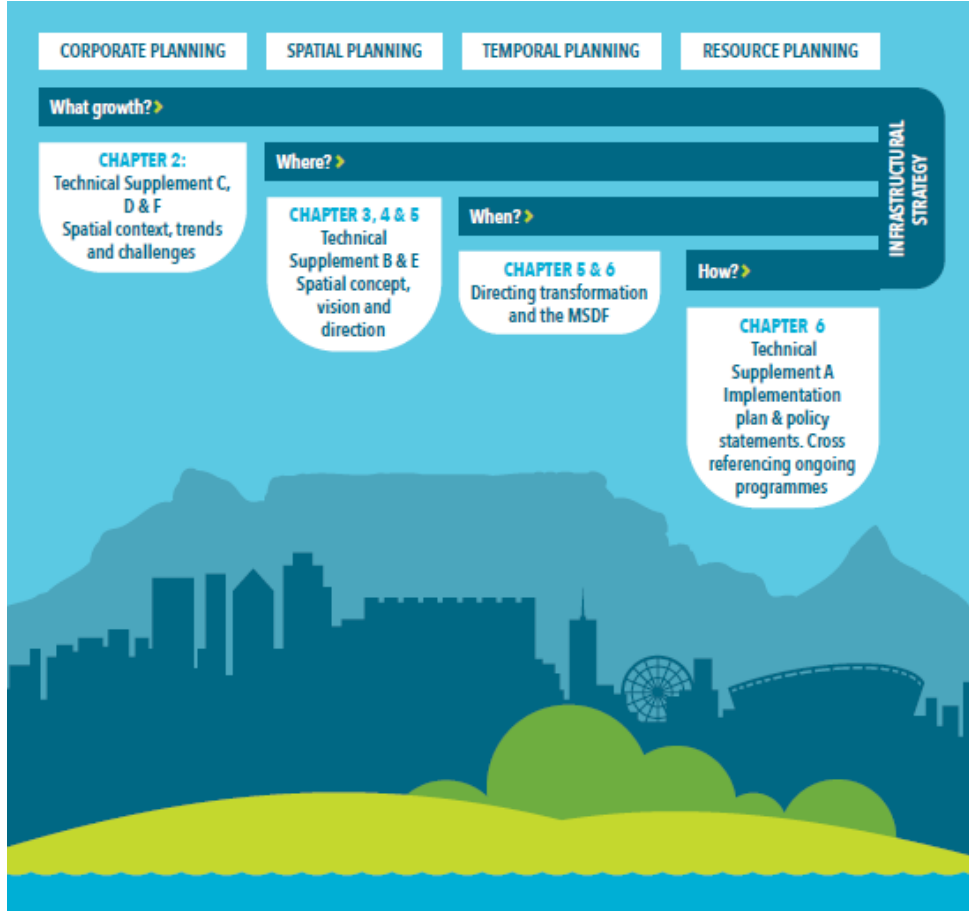 CORPORATE PLANNING
SPATIAL PLANNING
TEMPORAL PLANNING
RESOURCE PLANNING
What growth?>
CHAPTER 2:
Technical Supplement C,
D & F
Spatial context, trends
and challenges
Where?>
CHAPTER 3, 4 & 5
Technical
Supplement B & E
Spatial concept,
vision and
direction
When?>
CHAPTER 5 & 6
Directing transformation
and the MSDF
How?>
CHAPTER 6
Technical
Supplement A
Implementation
plan & policy
statements. Cross
referencing ongoing
programmes
INFRASTRUCTURAL
STRATEGY